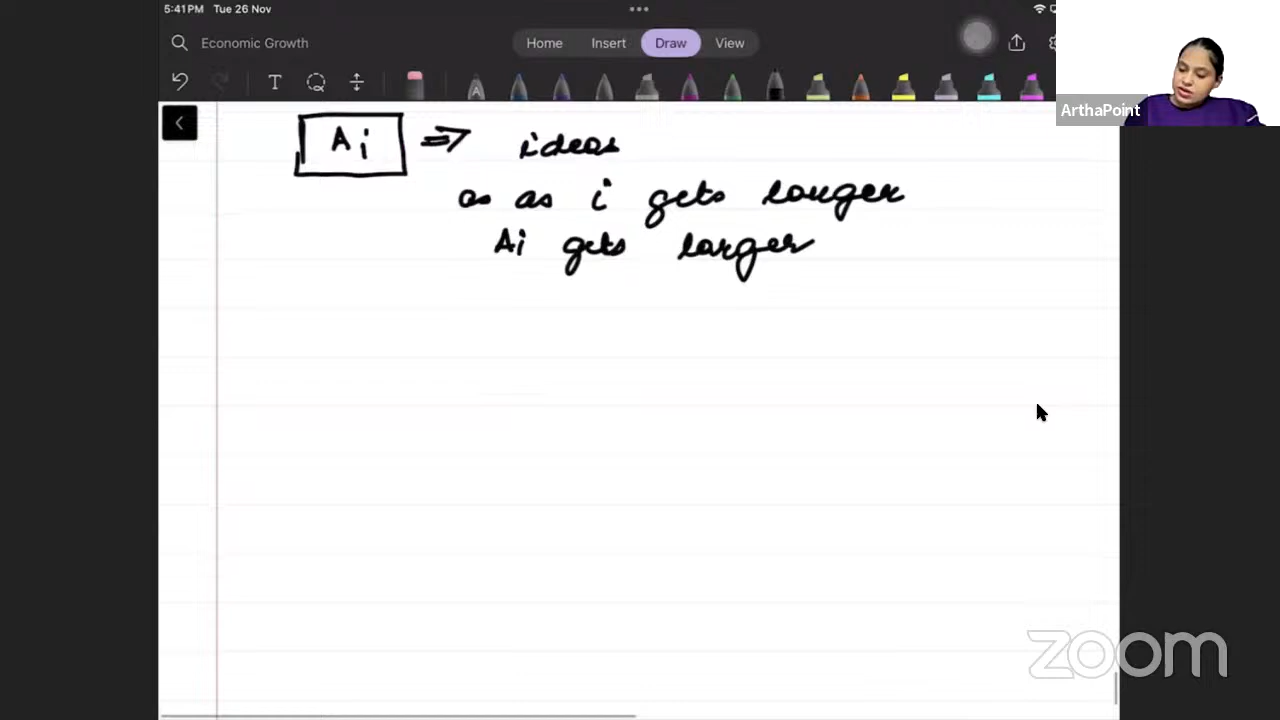 5:41 PM Tue 26 Nov
Economic Growth
Home Insert Draw View
T
A
ArthaPoint
Ai ⇒ ideas
as as i gets larger
Ai gets larger
zoom